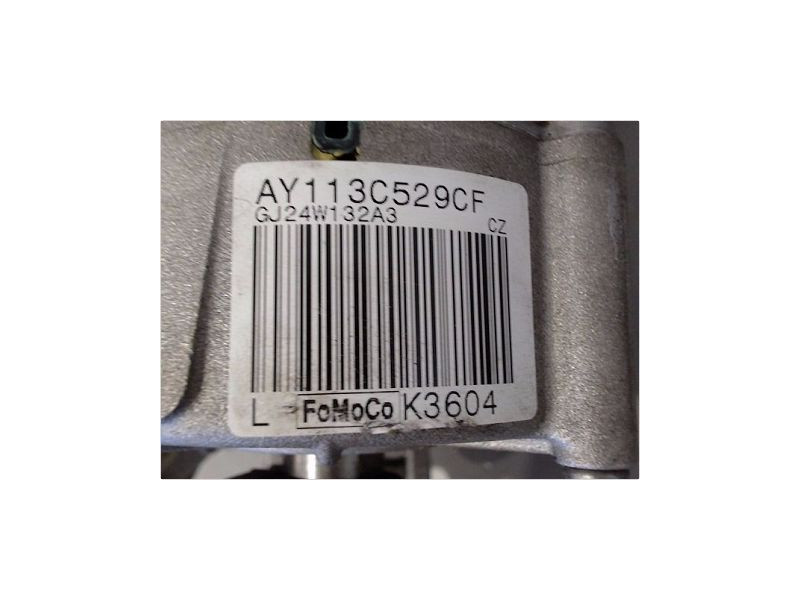 AY113C529CF
GJ24W132A3
CZ
L FoMoCo K3604